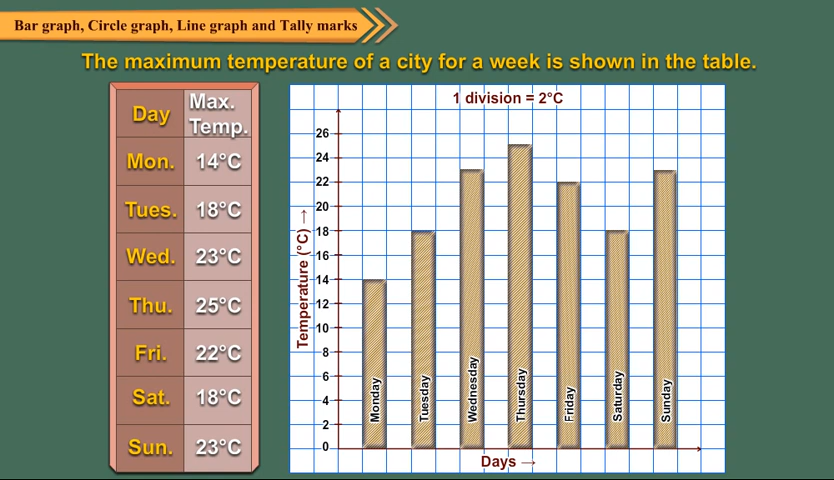 Bar graph, Circle graph, Line graph and Tally marks
The maximum temperature of a city for a week is shown in the table.
Day Max. Temp.
Mon. 14°C
Tues. 18°C
Wed. 23°C
Thu. 25°C
Fri. 22°C
Sat. 18°C
Sun. 23°C
1 division = 2°C
Temperature (°C) →
26
24
22
20
18
16
14
12
10
8
6
4
2
0
Monday
Tuesday
Wednesday
Thursday
Friday
Saturday
Sunday
Days →